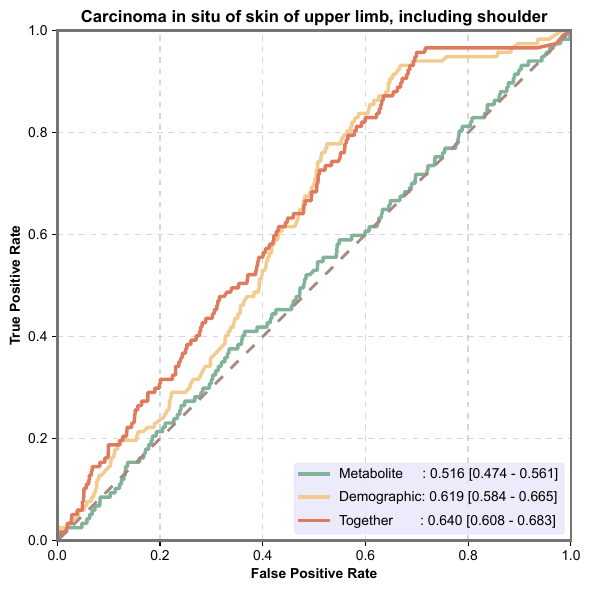 Carcinoma in situ of skin of upper limb, including shoulder
True Positive Rate
1.0
0.8
0.6
0.4
0.2
0.0
Metabolite : 0.516 [0.474 - 0.561]
Demographic: 0.619 [0.584 - 0.665]
Together : 0.640 [0.608 - 0.683]
0.0 0.2 0.4 0.6 0.8 1.0
False Positive Rate